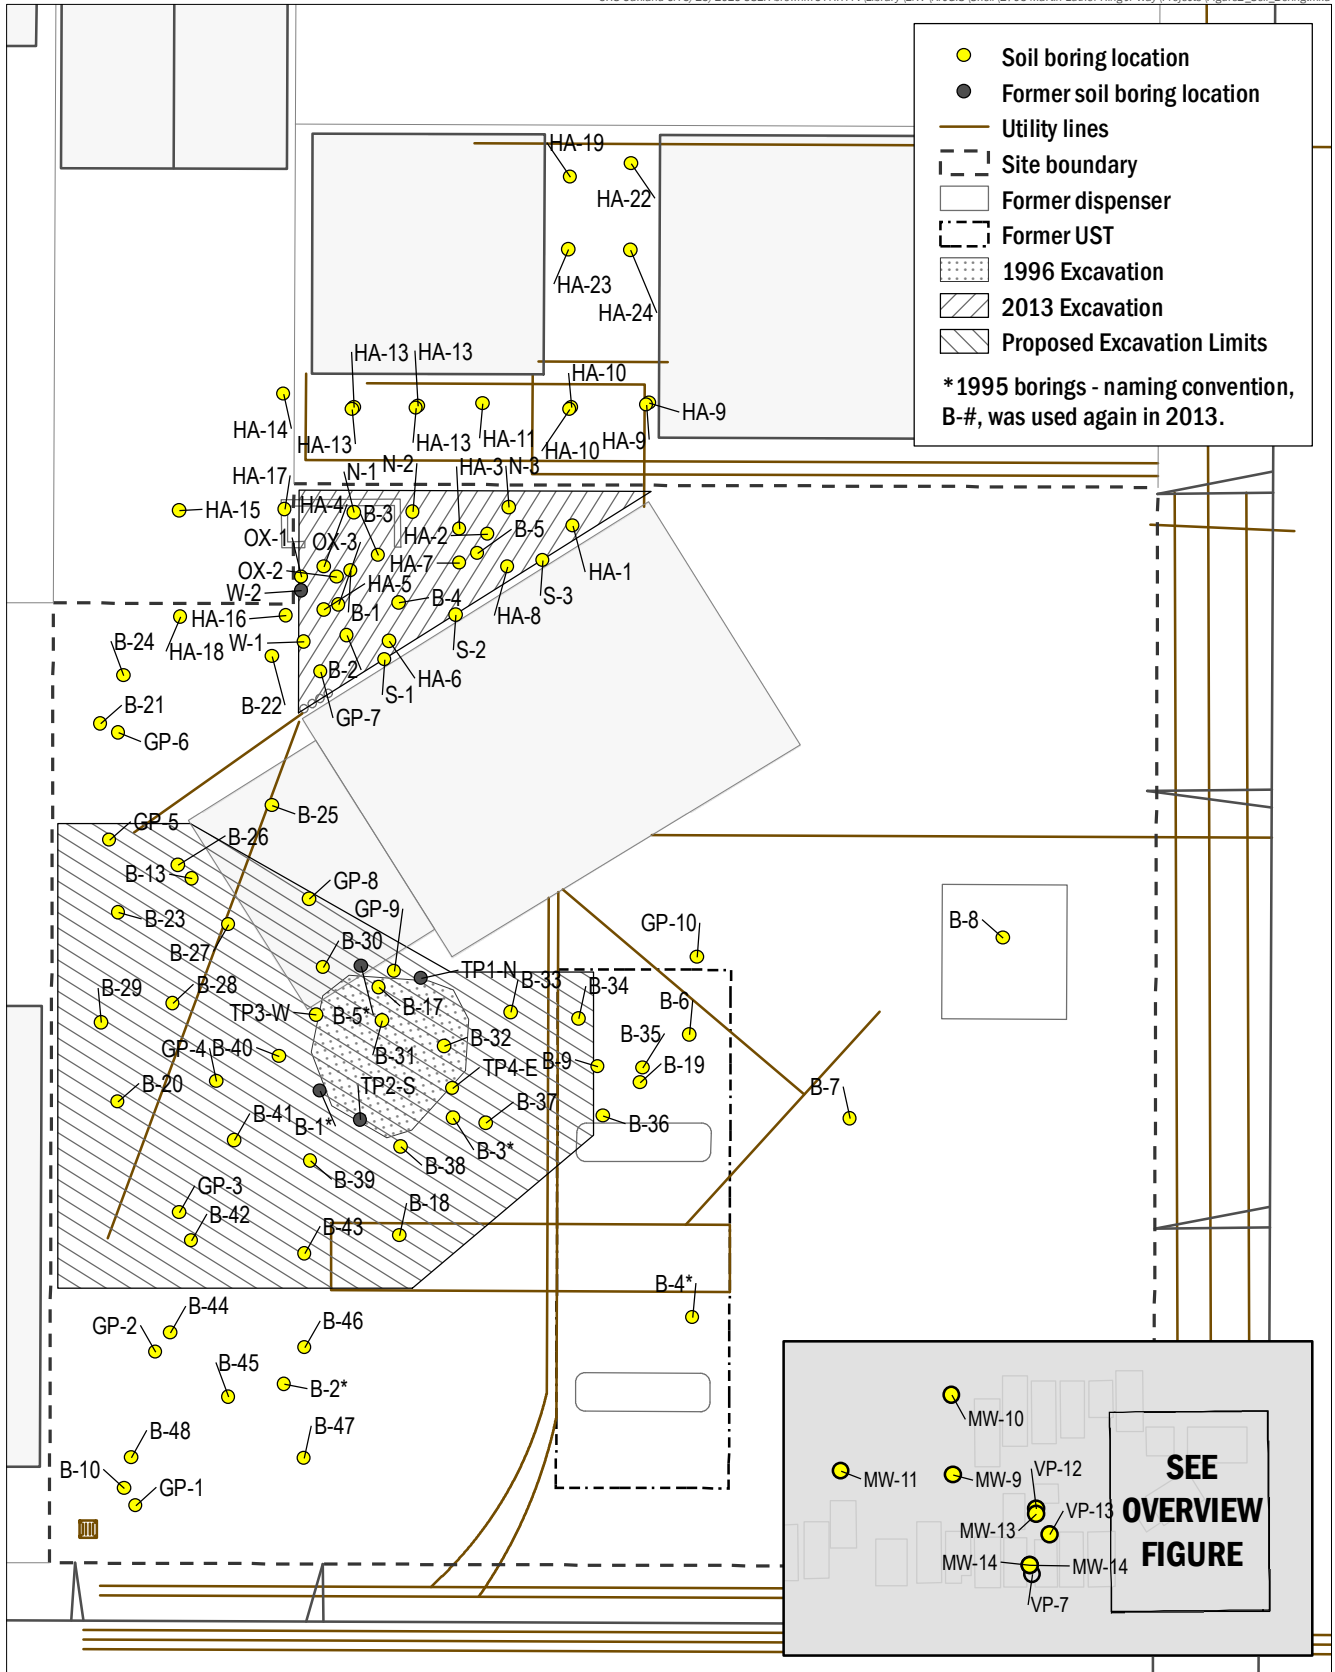 Soil boring location
Former soil boring location
Utility lines
Site boundary
Former dispenser
Former UST
1996 Excavation
2013 Excavation
Proposed Excavation Limits
*1995 borings - naming convention,
B-#, was used again in 2013.
HA-19
HA-22
HA-23
HA-24
HA-13 HA-13
HA-10
HA-9
HA-14
HA-13
HA-13
HA-11
HA-10
HA-9
HA-17
N-1
N-2
HA-3
N-3
HA-15
HA-4
B-3
HA-2
B-5
OX-1
OX-3
HA-7
HA-1
OX-2
HA-5
S-3
W-2
B-4
HA-16
B-1
HA-8
B-24
HA-18
W-1
S-2
B-2
HA-6
B-22
S-1
B-21
GP-7
GP-6
B-25
GP-5
B-26
B-13
GP-8
B-23
GP-9
GP-10
B-8
B-27
B-30
TP1-N
B-29
B-28
B-33
B-34
B-6
TP3-W
B-5*
B-17
B-32
B-35
GP-4
B-40
B-31
B-9
B-19
B-20
TP2-S
TP4-E
B-7
B-41
B-1*
B-37
B-36
B-3*
B-38
B-39
GP-3
B-18
B-42
B-43
B-4*
B-44
GP-2
B-46
B-45
B-2*
B-48
B-47
B-10
GP-1
MW-10
MW-11
MW-9
VP-12
VP-13
MW-13
MW-14
MW-14
VP-7
SEE
OVERVIEW
FIGURE